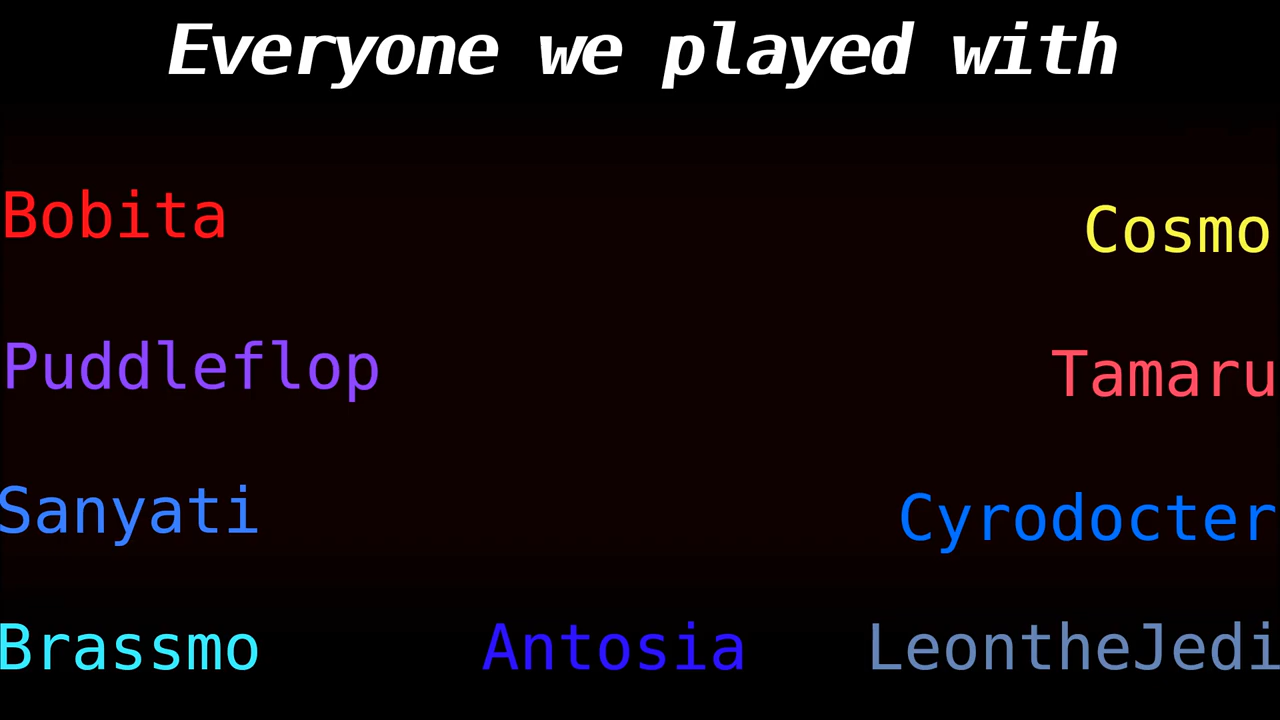 Everyone we played with
Bobita
Cosmo
Puddleflop
Tamaru
Sanyati
Cyrodocter
Brassmo
Antosia
LeontheJedi